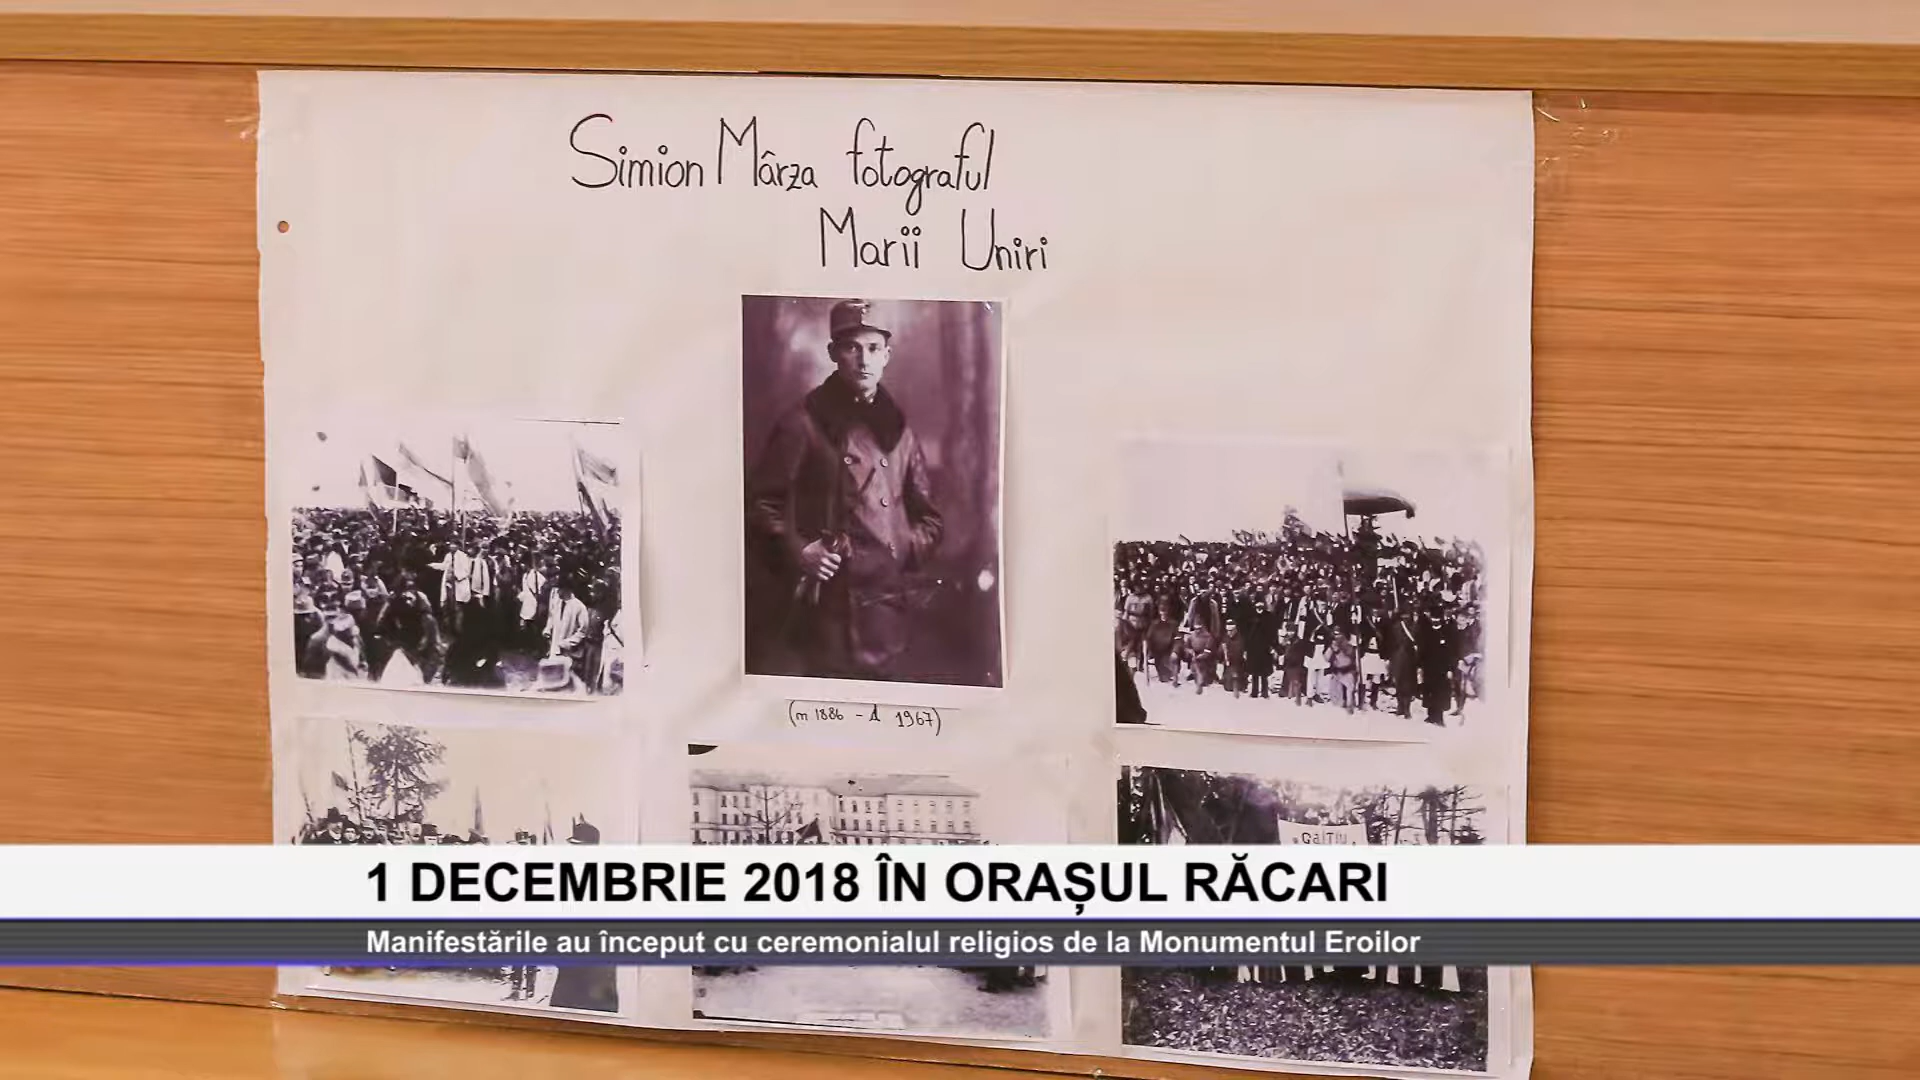 Simion Mârza fotograful
Marii Uniri
(m 1886 - d 1967)
1 DECEMBRIE 2018 ÎN ORAȘUL RĂCARI
Manifestările au început cu ceremonialul religios de la Monumentul Eroilor